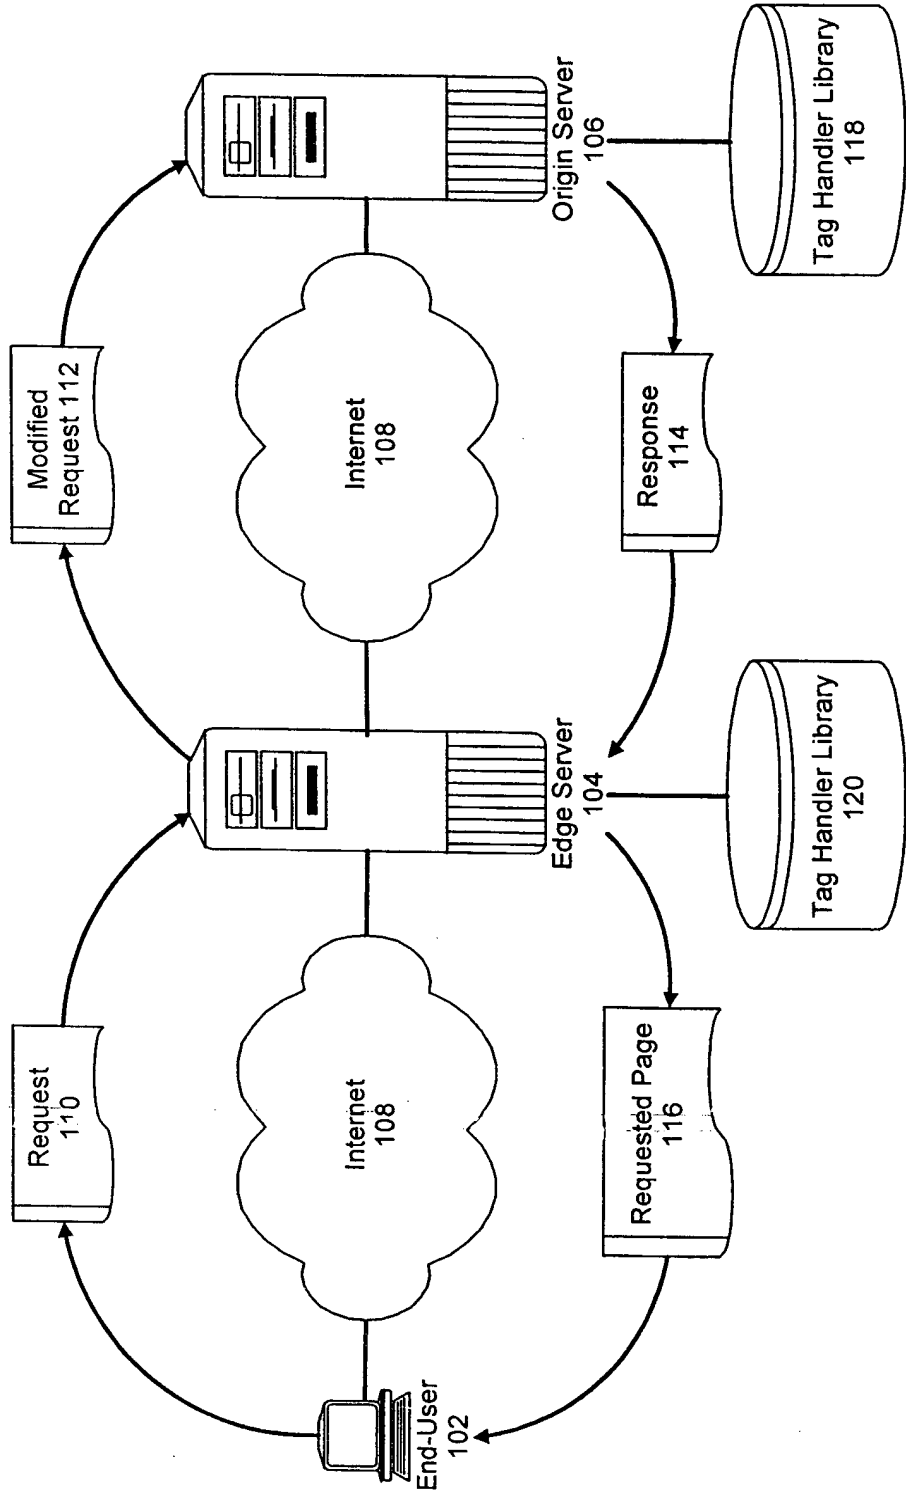 Request
110
Modified
Request 112
Internet
108
Internet
108
End-User
102
Edge Server
104
Origin Server
106
Requested Page
116
Response
114
Tag Handler Library
120
Tag Handler Library
118